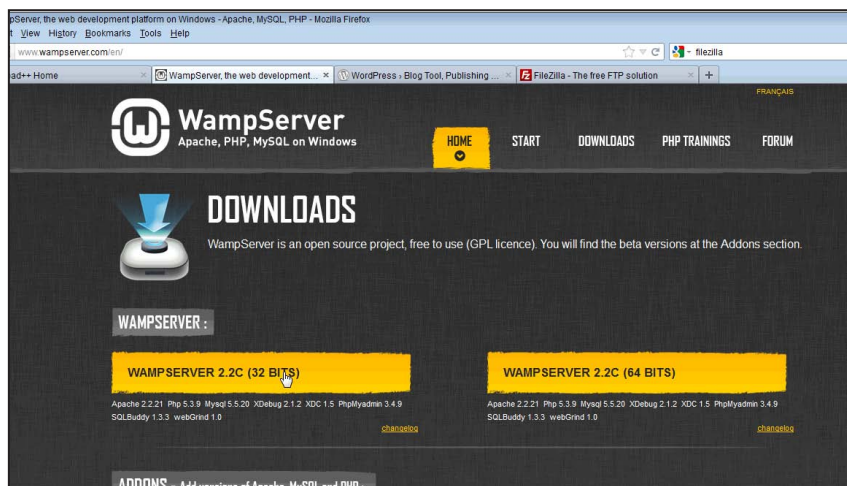 pServer, the web development platform on Windows - Apache, MySQL, PHP - Mozilla Firefox
t View History Bookmarks Tools Help
www.wampserver.com/en/
filezilla
ad++ Home
WampServer, the web development...
WordPress › Blog Tool, Publishing ...
FileZilla - The free FTP solution
FRANÇAIS
WampServer
Apache, PHP, MySQL on Windows
HOME START DOWNLOADS PHP TRAININGS FORUM
DOWNLOADS
WampServer is an open source project, free to use (GPL licence). You will find the beta versions at the Addons section.
WAMPSERVER :
WAMPSERVER 2.2C (32 BITS)
Apache 2.2.21 Php 5.3.9 Mysql 5.5.20 XDebug 2.1.2 XDC 1.5 PhpMyadmin 3.4.9
SQLBuddy 1.3.3 webGrind 1.0
changelog
WAMPSERVER 2.2C (64 BITS)
Apache 2.2.21 Php 5.3.9 Mysql 5.5.20 XDebug 2.1.2 XDC 1.5 PhpMyadmin 3.4.9
SQLBuddy 1.3.3 webGrind 1.0
changelog
ADDONS - Add versions of Apache, MySQL and PHP :